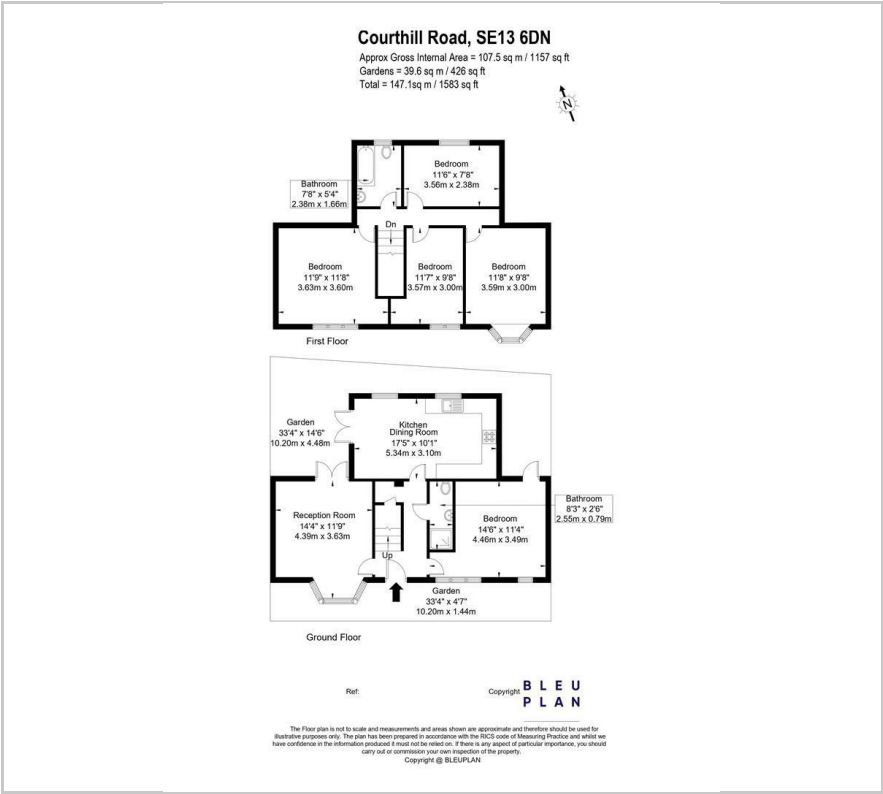 Courthill Road, SE13 6DN
Approx Gross Internal Area = 107.5 sq m / 1157 sq ft
Gardens = 39.6 sq m / 426 sq ft
Total = 147.1sq m / 1583 sq ft
N
Bathroom
7'8" x 5'4"
2.38m x 1.66m
Bedroom
11'6" x 7'8"
3.56m x 2.38m
Dn
Bedroom
11'9" x 11'8"
3.63m x 3.60m
Bedroom
11'7" x 9'8"
3.57m x 3.00m
Bedroom
11'8" x 9'8"
3.59m x 3.00m
First Floor
Garden
33'4" x 14'6"
10.20m x 4.48m
Kitchen
Dining Room
17'5" x 10'1"
5.34m x 3.10m
Reception Room
14'4" x 11'9"
4.39m x 3.63m
Up
Bedroom
14'6" x 11'4"
4.46m x 3.49m
Bathroom
8'3" x 2'6"
2.55m x 0.79m
Garden
33'4" x 4'7"
10.20m x 1.44m
Ground Floor
Ref:
Copyright
BLEU
PLAN
The Floor plan is not to scale and measurements and areas shown are approximate and therefore should be used for
illustrative purposes only. The plan has been prepared in accordance with the RICS code of Measuring Practice and whilst we
have confidence in the information produced it must not be relied on. If there is any aspect of particular importance, you should
carry out or commission your own inspection of the property.
Copyright @ BLEUPLAN